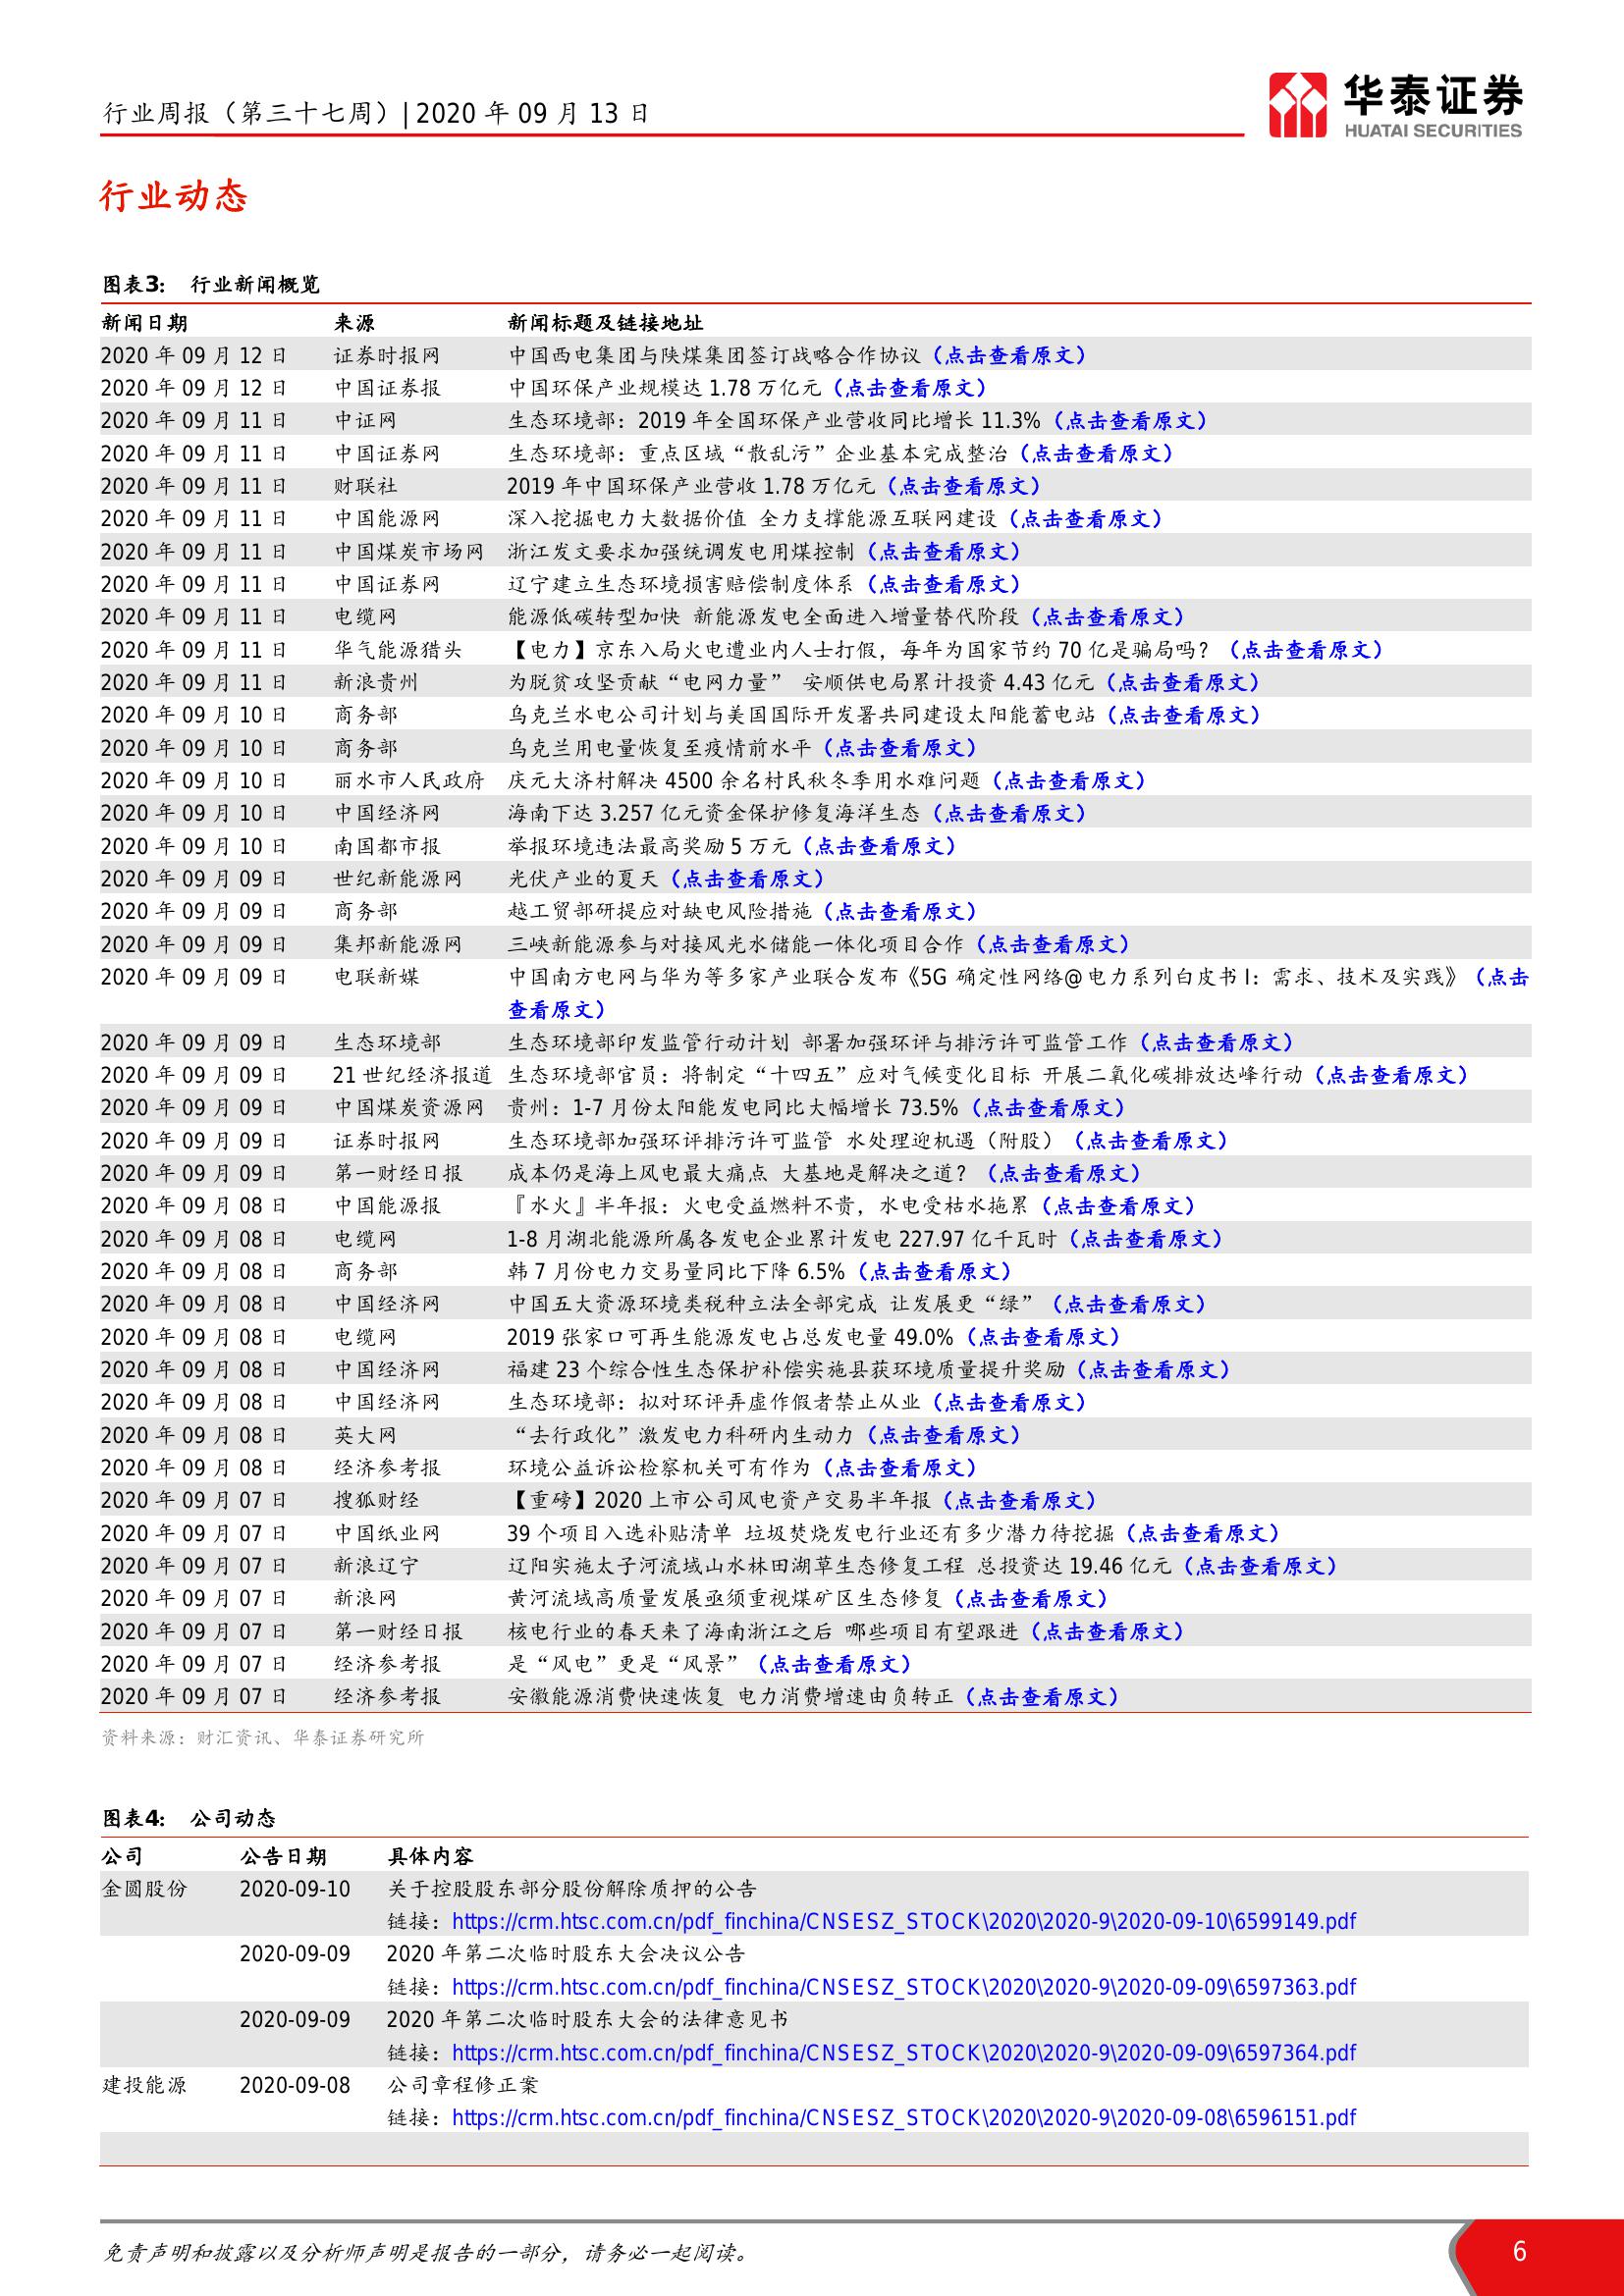 行业周报（第三十七周）| 2020 年 09 月 13 日
华泰证券
HUATAI SECURITIES
行业动态
图表3： 行业新闻概览
新闻日期 来源 新闻标题及链接地址
2020 年 09 月 12 日 证券时报网 中国西电集团与陕煤集团签订战略合作协议（点击查看原文）
2020 年 09 月 12 日 中国证券报 中国环保产业规模达 1.78 万亿元（点击查看原文）
2020 年 09 月 11 日 中证网 生态环境部：2019 年全国环保产业营收同比增长 11.3%（点击查看原文）
2020 年 09 月 11 日 中国证券网 生态环境部：重点区域“散乱污”企业基本完成整治（点击查看原文）
2020 年 09 月 11 日 财联社 2019 年中国环保产业营收 1.78 万亿元（点击查看原文）
2020 年 09 月 11 日 中国能源网 深入挖掘电力大数据价值 全力支撑能源互联网建设（点击查看原文）
2020 年 09 月 11 日 中国煤炭市场网 浙江发文要求加强统调发电用煤控制（点击查看原文）
2020 年 09 月 11 日 中国证券网 辽宁建立生态环境损害赔偿制度体系（点击查看原文）
2020 年 09 月 11 日 电缆网 能源低碳转型加快 新能源发电全面进入增量替代阶段（点击查看原文）
2020 年 09 月 11 日 华气能源猎头 【电力】京东入局火电遭业内人士打假，每年为国家节约 70 亿是骗局吗？（点击查看原文）
2020 年 09 月 11 日 新浪贵州 为脱贫攻坚贡献“电网力量” 安顺供电局累计投资 4.43 亿元（点击查看原文）
2020 年 09 月 10 日 商务部 乌克兰水电公司计划与美国国际开发署共同建设太阳能蓄电站（点击查看原文）
2020 年 09 月 10 日 商务部 乌克兰用电量恢复至疫情前水平（点击查看原文）
2020 年 09 月 10 日 丽水市人民政府 庆元大济村解决 4500 余名村民秋冬季用水难问题（点击查看原文）
2020 年 09 月 10 日 中国经济网 海南下达 3.257 亿元资金保护修复海洋生态（点击查看原文）
2020 年 09 月 10 日 南国都市报 举报环境违法最高奖励 5 万元（点击查看原文）
2020 年 09 月 09 日 世纪新能源网 光伏产业的夏天（点击查看原文）
2020 年 09 月 09 日 商务部 越工贸部研提应对缺电风险措施（点击查看原文）
2020 年 09 月 09 日 集邦新能源网 三峡新能源参与对接风光水储能一体化项目合作（点击查看原文）
2020 年 09 月 09 日 电联新媒 中国南方电网与华为等多家产业联合发布《5G 确定性网络@电力系列白皮书 I：需求、技术及实践》（点击
查看原文）
2020 年 09 月 09 日 生态环境部 生态环境部印发监管行动计划 部署加强环评与排污许可监管工作（点击查看原文）
2020 年 09 月 09 日 21 世纪经济报道 生态环境部官员：将制定“十四五”应对气候变化目标 开展二氧化碳排放达峰行动（点击查看原文）
2020 年 09 月 09 日 中国煤炭资源网 贵州：1-7 月份太阳能发电同比大幅增长 73.5%（点击查看原文）
2020 年 09 月 09 日 证券时报网 生态环境部加强环评排污许可监管 水处理迎机遇（附股）（点击查看原文）
2020 年 09 月 09 日 第一财经日报 成本仍是海上风电最大痛点 大基地是解决之道？（点击查看原文）
2020 年 09 月 08 日 中国能源报 『水火』半年报：火电受益燃料不贵，水电受枯水拖累（点击查看原文）
2020 年 09 月 08 日 电缆网 1-8 月湖北能源所属各发电企业累计发电 227.97 亿千瓦时（点击查看原文）
2020 年 09 月 08 日 商务部 韩 7 月份电力交易量同比下降 6.5%（点击查看原文）
2020 年 09 月 08 日 中国经济网 中国五大资源环境类税种立法全部完成 让发展更“绿”（点击查看原文）
2020 年 09 月 08 日 电缆网 2019 张家口可再生能源发电占总发电量 49.0%（点击查看原文）
2020 年 09 月 08 日 中国经济网 福建 23 个综合性生态保护补偿实施县获环境质量提升奖励（点击查看原文）
2020 年 09 月 08 日 中国经济网 生态环境部：拟对环评弄虚作假者禁止从业（点击查看原文）
2020 年 09 月 08 日 英大网 “去行政化”激发电力科研内生动力（点击查看原文）
2020 年 09 月 08 日 经济参考报 环境公益诉讼检察机关可有作为（点击查看原文）
2020 年 09 月 07 日 搜狐财经 【重磅】2020 上市公司风电资产交易半年报（点击查看原文）
2020 年 09 月 07 日 中国纸业网 39 个项目入选补贴清单 垃圾焚烧发电行业还有多少潜力待挖掘（点击查看原文）
2020 年 09 月 07 日 新浪辽宁 辽阳实施太子河流域山水林田湖草生态修复工程 总投资达 19.46 亿元（点击查看原文）
2020 年 09 月 07 日 新浪网 黄河流域高质量发展亟须重视煤矿区生态修复（点击查看原文）
2020 年 09 月 07 日 第一财经日报 核电行业的春天来了海南浙江之后 哪些项目有望跟进（点击查看原文）
2020 年 09 月 07 日 经济参考报 是“风电”更是“风景”（点击查看原文）
2020 年 09 月 07 日 经济参考报 安徽能源消费快速恢复 电力消费增速由负转正（点击查看原文）
资料来源：财汇资讯、华泰证券研究所
图表4： 公司动态
公司 公告日期 具体内容
金圆股份 2020-09-10 关于控股股东部分股份解除质押的公告
链接：https://crm.htsc.com.cn/pdf_finchina/CNSESZ_STOCK\2020\2020-9\2020-09-10\6599149.pdf
2020-09-09 2020 年第二次临时股东大会决议公告
链接：https://crm.htsc.com.cn/pdf_finchina/CNSESZ_STOCK\2020\2020-9\2020-09-09\6597363.pdf
2020-09-09 2020 年第二次临时股东大会的法律意见书
链接：https://crm.htsc.com.cn/pdf_finchina/CNSESZ_STOCK\2020\2020-9\2020-09-09\6597364.pdf
建投能源 2020-09-08 公司章程修正案
链接：https://crm.htsc.com.cn/pdf_finchina/CNSESZ_STOCK\2020\2020-9\2020-09-08\6596151.pdf
免责声明和披露以及分析师声明是报告的一部分，请务必一起阅读。 6